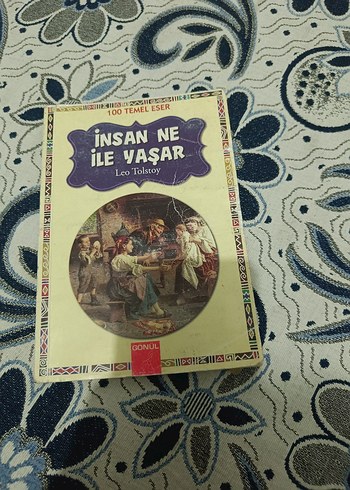 100 TEMEL ESER
İNSAN NE
İLE YAŞAR
Leo Tolstoy
GÖNÜL